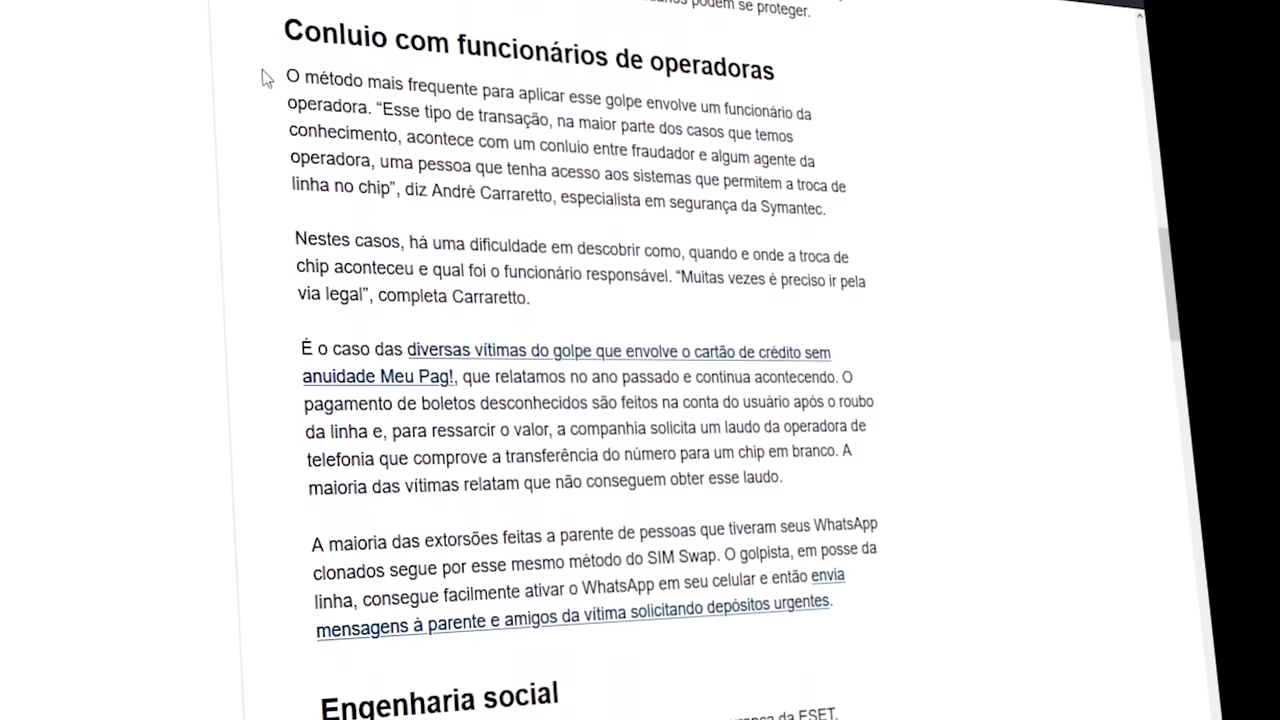 podem se proteger.
Conluio com funcionários de operadoras
O método mais frequente para aplicar esse golpe envolve um funcionário da
operadora. “Esse tipo de transação, na maior parte dos casos que temos
conhecimento, acontece com um conluio entre fraudador e algum agente da
operadora, uma pessoa que tenha acesso aos sistemas que permitem a troca de
linha no chip”, diz André Carraretto, especialista em segurança da Symantec.
Nestes casos, há uma dificuldade em descobrir como, quando e onde a troca de
chip aconteceu e qual foi o funcionário responsável. “Muitas vezes é preciso ir pela
via legal”, completa Carraretto.
É o caso das diversas vítimas do golpe que envolve o cartão de crédito sem
anuidade Meu Pag!, que relatamos no ano passado e continua acontecendo. O
pagamento de boletos desconhecidos são feitos na conta do usuário após o roubo
da linha e, para ressarcir o valor, a companhia solicita um laudo da operadora de
telefonia que comprove a transferência do número para um chip em branco. A
maioria das vítimas relatam que não conseguem obter esse laudo.
A maioria das extorsões feitas a parente de pessoas que tiveram seus WhatsApp
clonados segue por esse mesmo método do SIM Swap. O golpista, em posse da
linha, consegue facilmente ativar o WhatsApp em seu celular e então envia
mensagens à parente e amigos da vítima solicitando depósitos urgentes.
Engenharia social
da ESET,